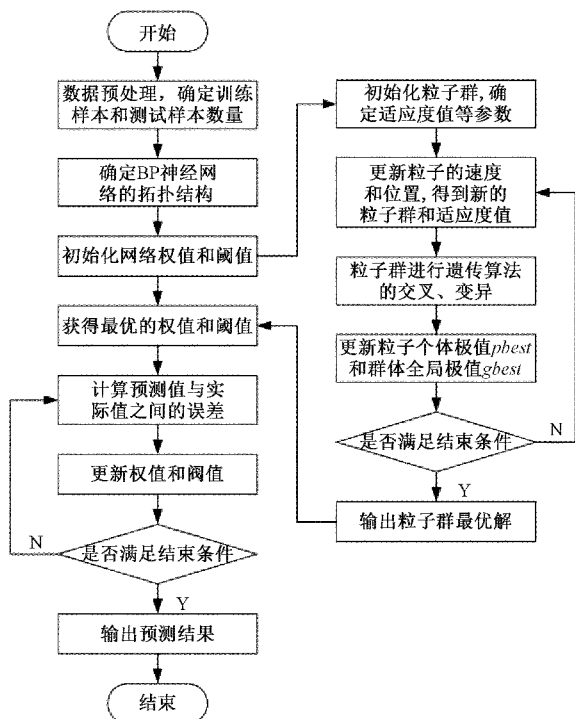 开始
数据预处理，确定训练
样本和测试样本数量
确定BP神经网
络的拓扑结构
初始化网络权值和阈值
获得最优的权值和阈值
计算预测值与实
际值之间的误差
更新权值和阀值
N
是否满足结束条件
Y
输出预测结果
结束
初始化粒子群,确
定适应度值等参数
更新粒子的速度
和位置,得到新的
粒子群和适应度值
粒子群进行遗传算法
的交叉、变异
更新粒子个体极值pbest
和群体全局极值gbest
是否满足结束条件
N
Y
输出粒子群最优解